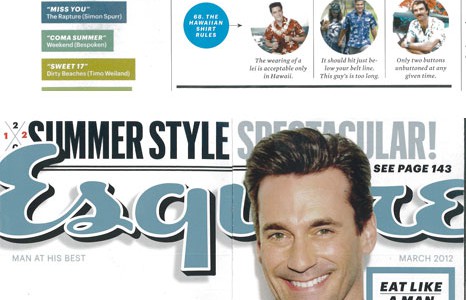 "MISS YOU"
The Rapture (Simon Spurr)
"COMA SUMMER"
Weekend (Bespoken)
"SWEET 17"
Dirty Beaches (Timo Weiland)
68. THE
HAWAIIAN
SHIRT
RULES
The wearing of a
lei is acceptable only
in Hawaii.
It should hit just be-
low your belt line.
This guy's is too long.
Only two buttons
unbuttoned at any
given time.
SUMMER STYLE SPECTACULAR!
SEE PAGE 143
Esquire
MAN AT HIS BEST
MARCH 2012
EAT LIKE
A MAN